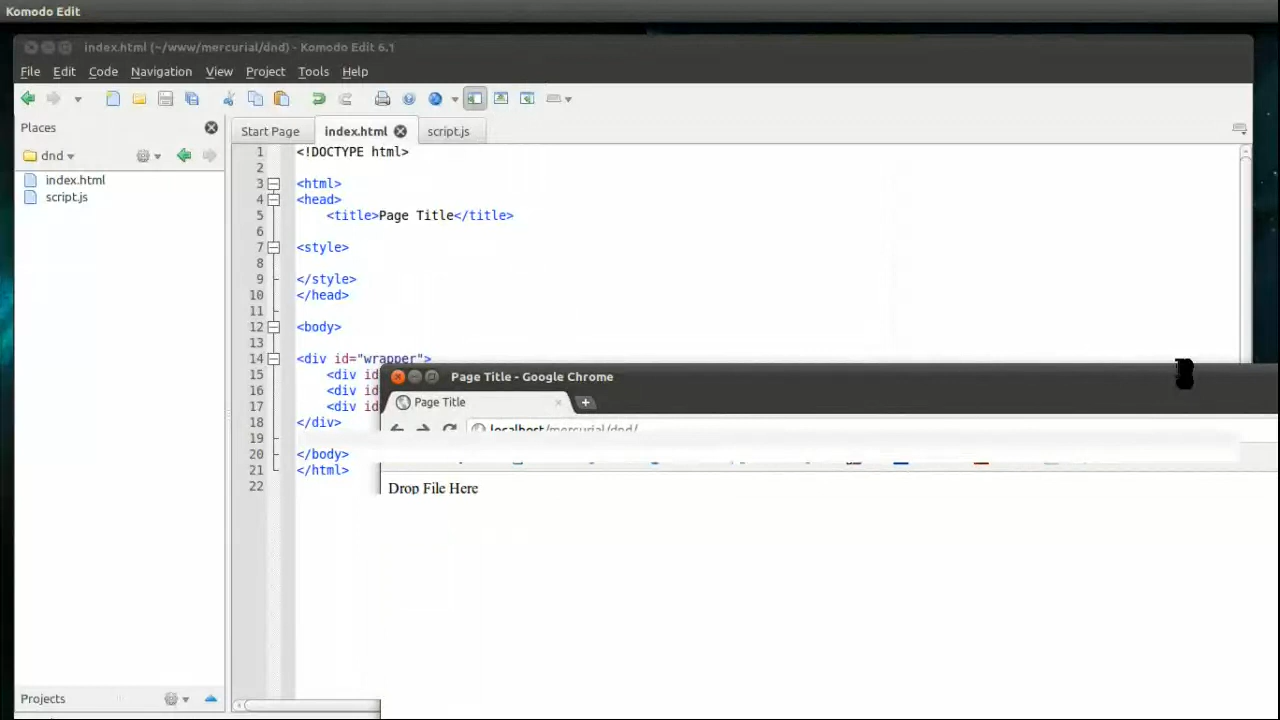 Komodo Edit
index.html (~/www/mercurial/dnd) - Komodo Edit 6.1
File Edit Code Navigation View Project Tools Help
Places
dnd
index.html
script.js
Projects
Start Page index.html script.js
1 <!DOCTYPE html>
2
3 <html>
4 <head>
5 <title>Page Title</title>
6
7 <style>
8
9 </style>
10 </head>
11
12 <body>
13
14 <div id="wrapper">
15 <div id
16 <div id
17 <div id
18 </div>
19
20 </body>
21 </html>
22
Page Title - Google Chrome
Page Title
localhost/mercurial/dnd/
Drop File Here